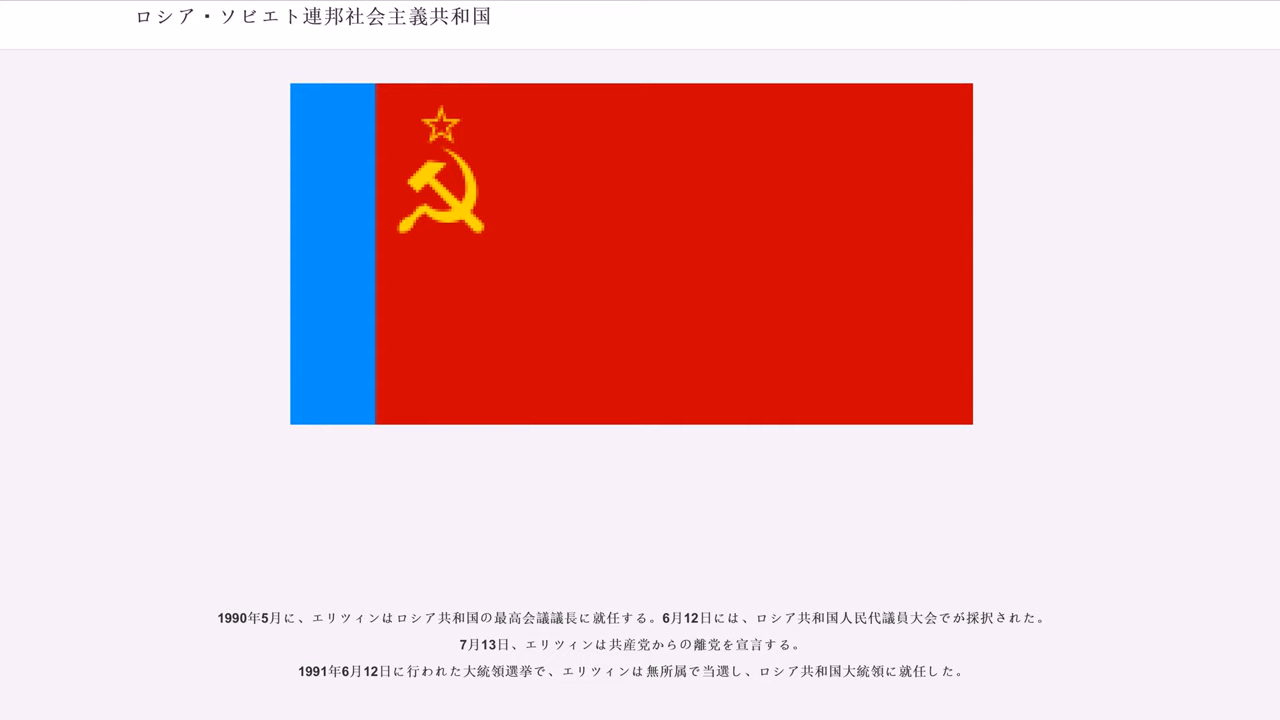 ロシア・ソビエト連邦社会主義共和国
1990年5月に、エリツィンはロシア共和国の最高会議議長に就任する。6月12日には、ロシア共和国人民代議員大会でが採択された。
7月13日、エリツィンは共産党からの離党を宣言する。
1991年6月12日に行われた大統領選挙で、エリツィンは無所属で当選し、ロシア共和国大統領に就任した。